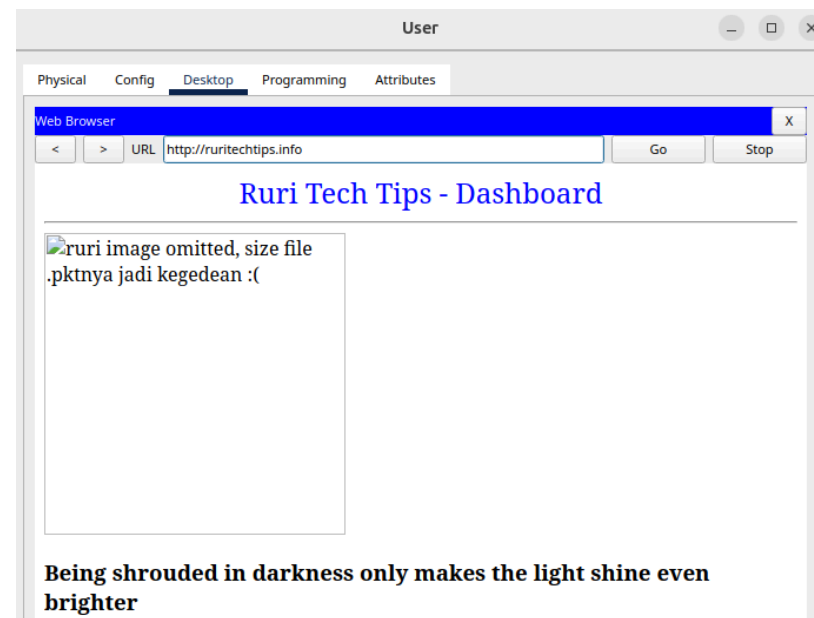 User
Physical Config Desktop Programming Attributes
Web Browser X
< > URL http://ruritechtips.info Go Stop
Ruri Tech Tips - Dashboard
ruri image omitted, size file
.pktnya jadi kegedean :(
Being shrouded in darkness only makes the light shine even
brighter